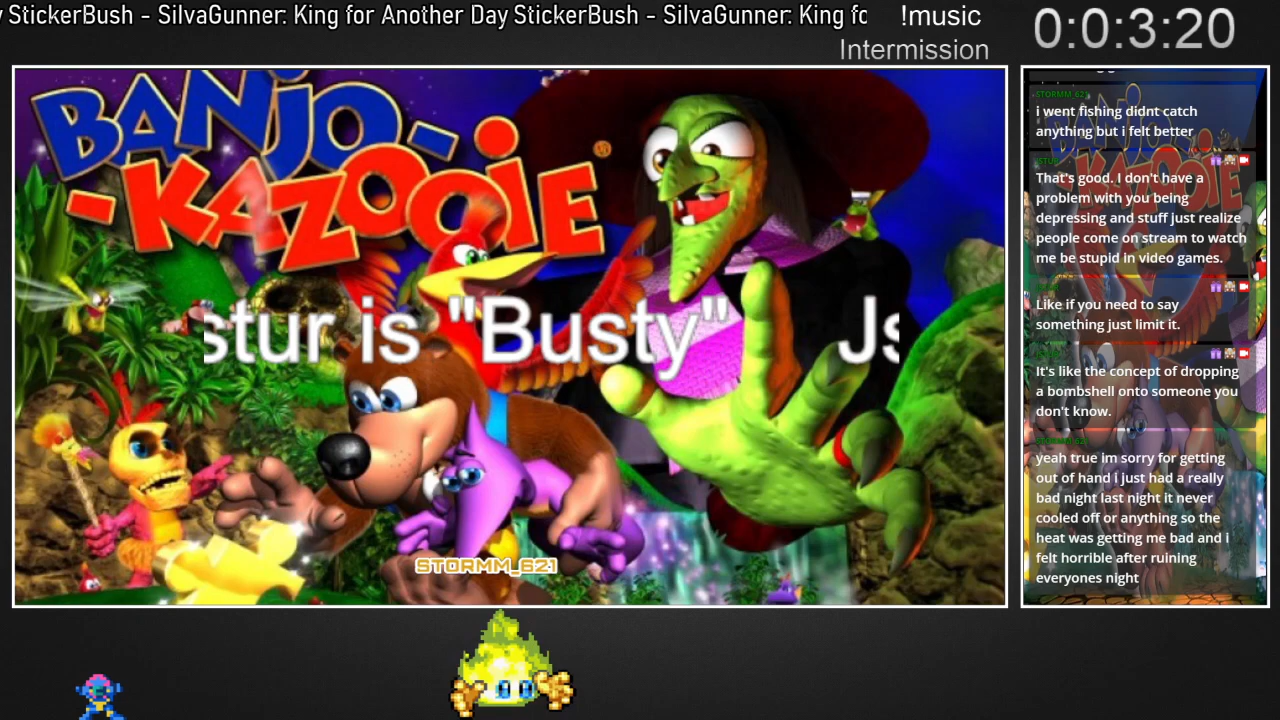 StickerBush - SilvaGunner: King for Another Day StickerBush - SilvaGunner: King fo
!music
Intermission
0:0:3:20
BANJO-
-KAZOOIE®
stur is "Busty" Js
STORMM_621
STORMM_621
i went fishing didnt catch
anything but i felt better
That's good. I don't have a
problem with you being
depressing and stuff just realize
people come on stream to watch
me be stupid in video games.
Like if you need to say
something just limit it.
It's like the concept of dropping
a bombshell onto someone you
don't know.
STORMM_621
yeah true im sorry for getting
out of hand i just had a really
bad night last night it never
cooled off or anything so the
heat was getting me bad and i
felt horrible after ruining
everyones night